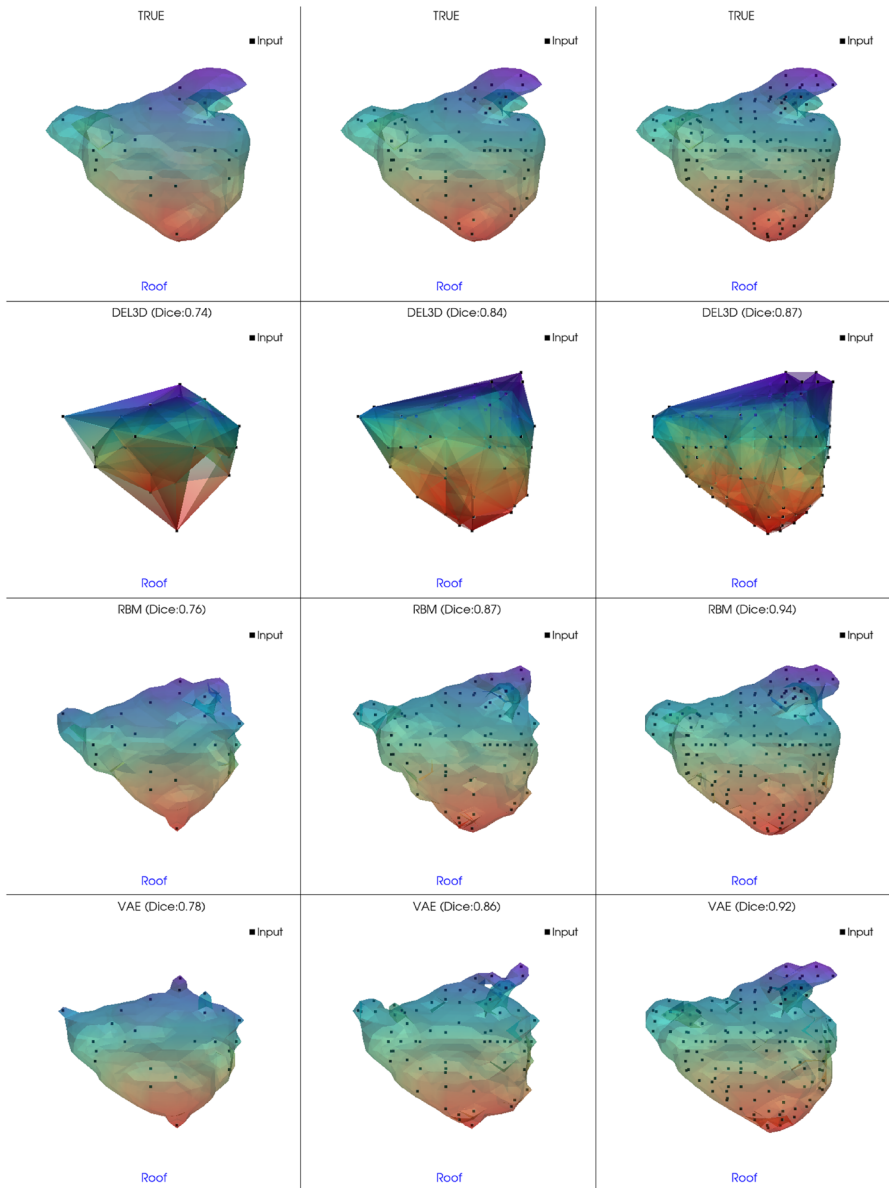 TRUE
TRUE
TRUE
Input
Input
Input
Roof
Roof
Roof
DEL3D (Dice:0.74)
DEL3D (Dice:0.84)
DEL3D (Dice:0.87)
Input
Input
Input
Roof
Roof
Roof
RBM (Dice:0.76)
RBM (Dice:0.87)
RBM (Dice:0.94)
Input
Input
Input
Roof
Roof
Roof
VAE (Dice:0.78)
VAE (Dice:0.86)
VAE (Dice:0.92)
Input
Input
Input
Roof
Roof
Roof